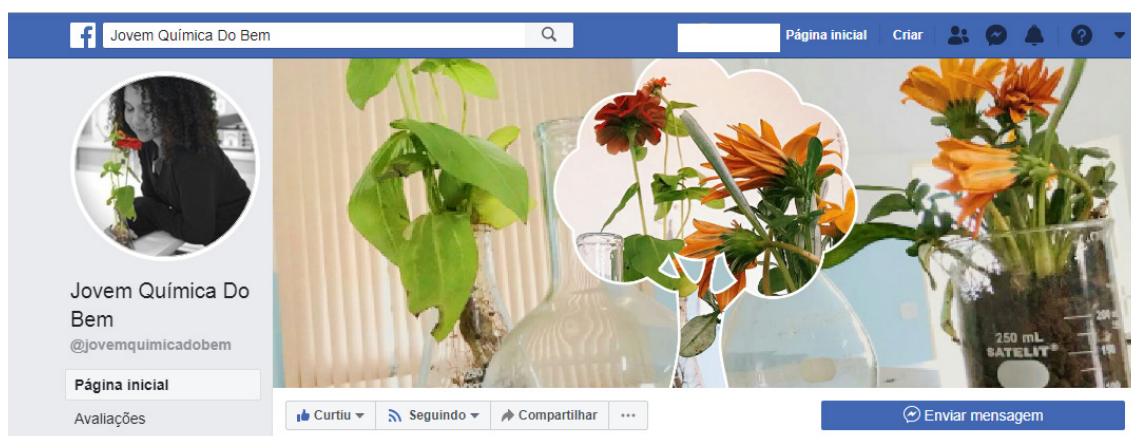 f Jovem Química Do Bem Página inicial Criar
Jovem Química Do
Bem
@jovemquimicadobem
Página inicial
Avaliações
250 mL
SATELIT®
Curtiu Seguindo Compartilhar ... Enviar mensagem